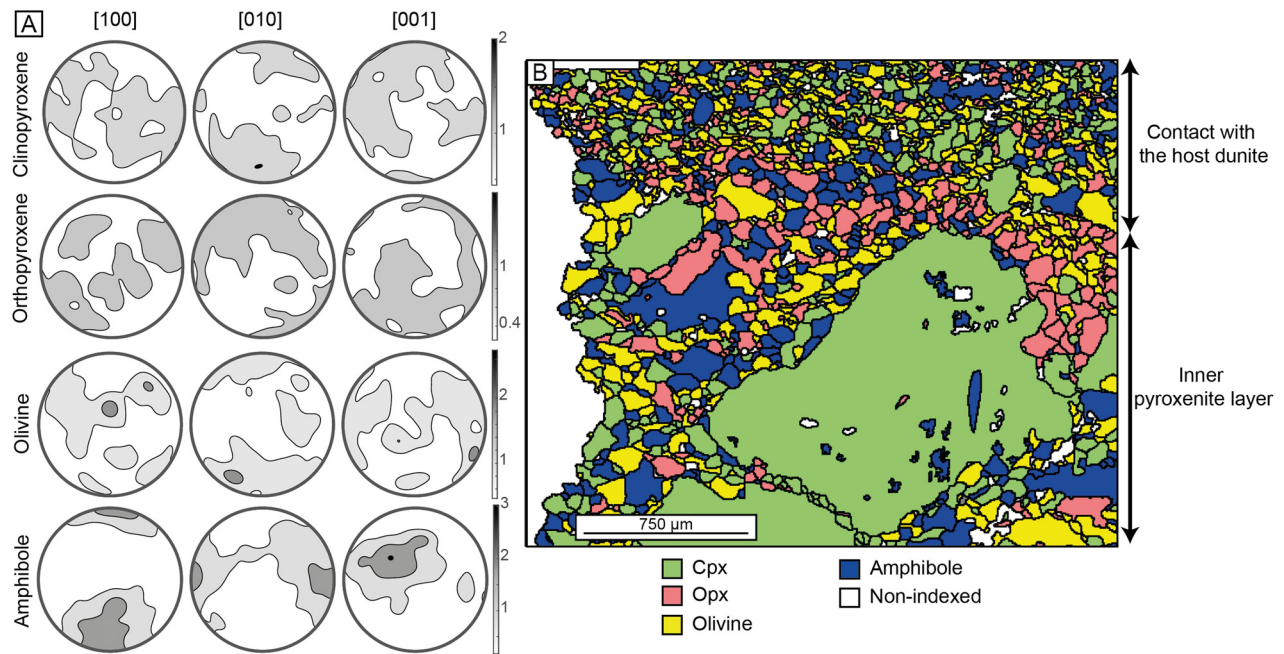 A
[100] [010] [001]
Clinopyroxene
2
1
Orthopyroxene
1
0.4
Olivine
2
1
3
Amphibole
2
1
B
750 µm
Contact with
the host dunite
Inner
pyroxenite layer
Cpx
Opx
Olivine
Amphibole
Non-indexed